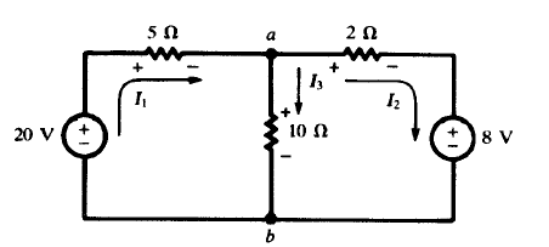 5 Ω a 2 Ω
+ − I₃ + −
I₁ I₂
+ 10 Ω
20 V + − + − 8 V
−
b